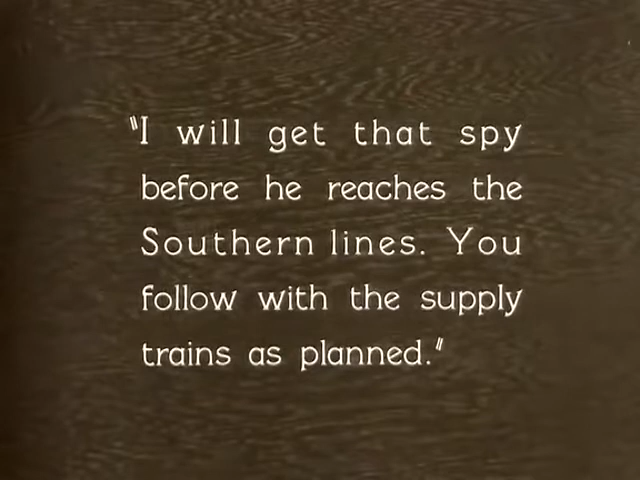 "I will get that spy
before he reaches the
Southern lines. You
follow with the supply
trains as planned."